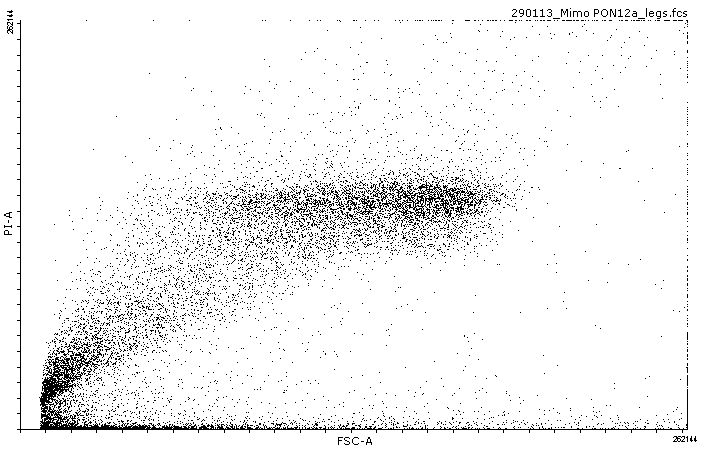 290113_Mimo PON12a_legs.fcs
262144
PI-A
FSC-A
262144